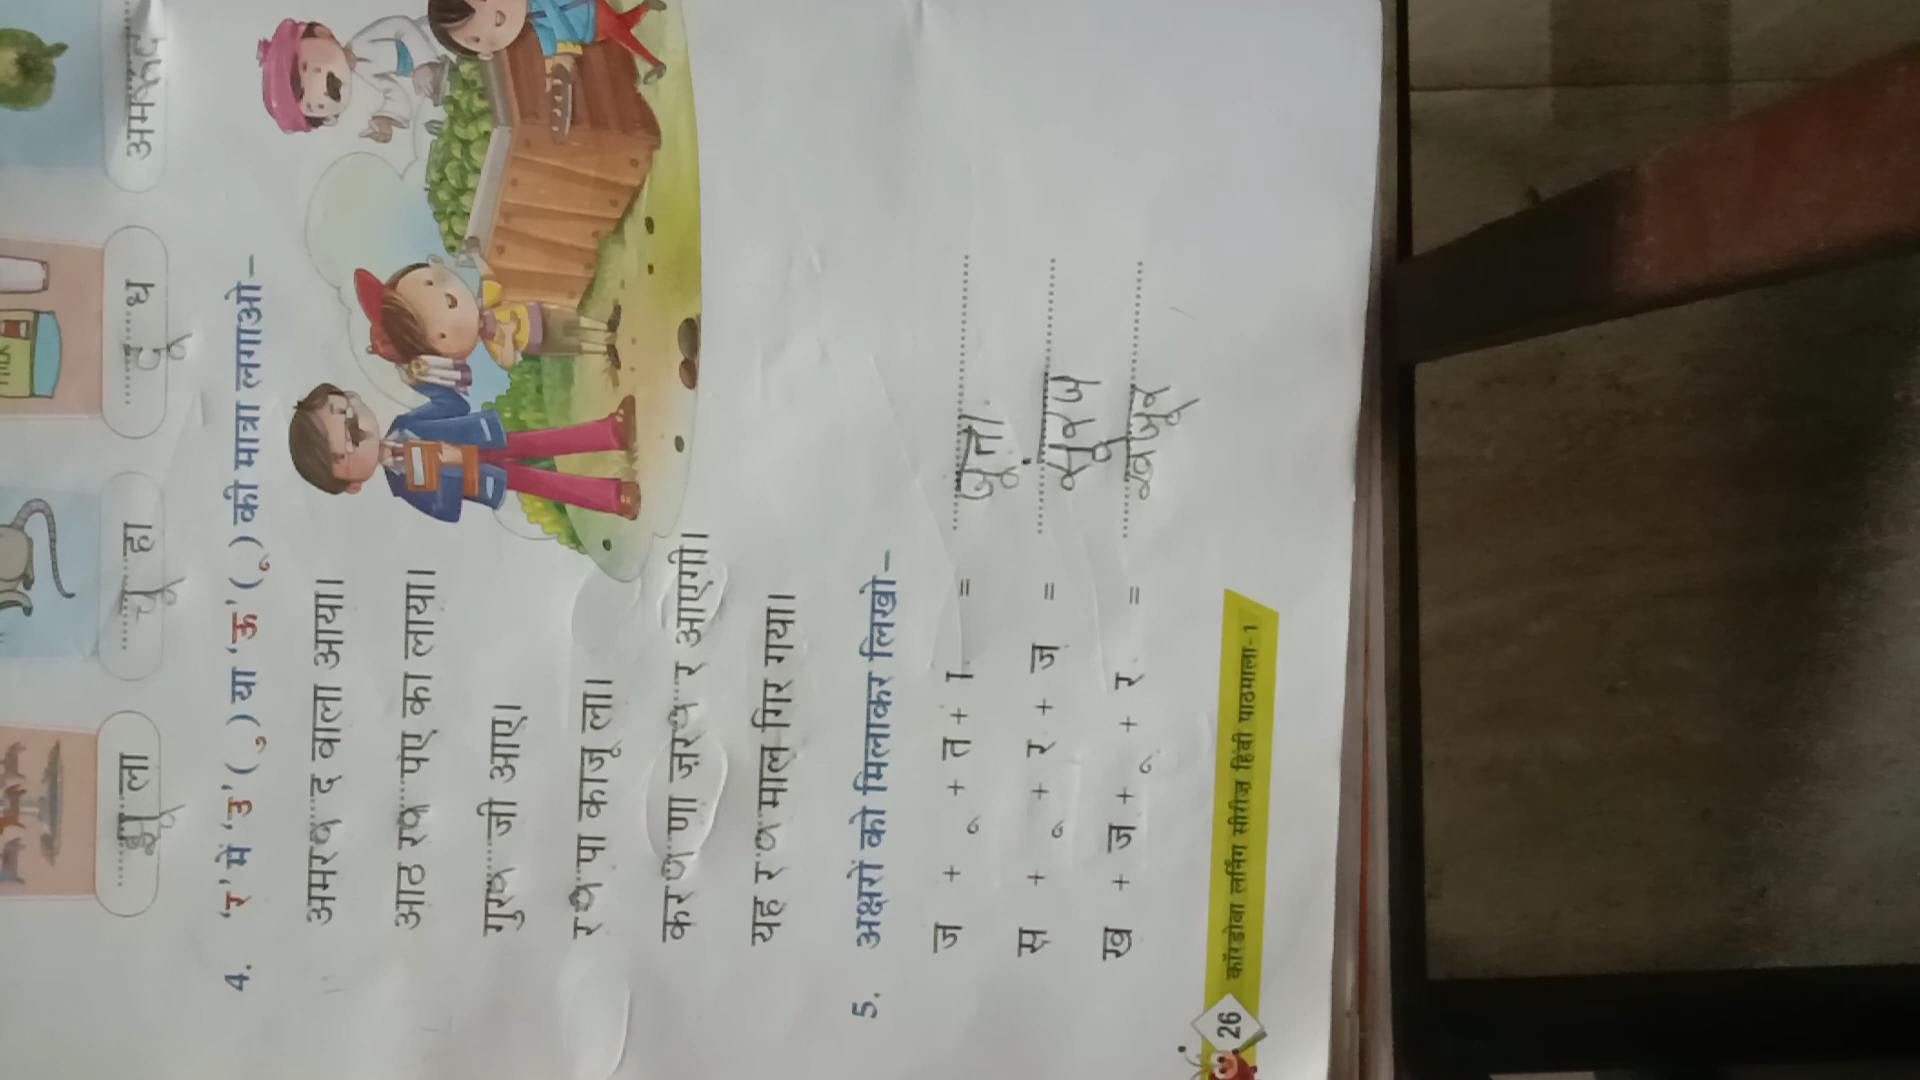 झू ला चू हा दू ध अमरूद
4. 'र' में 'उ' ( ु ) या 'ऊ' ( ू ) की मात्रा लगाओ–
अमरू द वाला आया।
आठ रु पए का लाया।
गुरु जी आए।
रु पा काजू ला।
करु णा ज़रू र आएगी।
यह रु माल गिर गया।
5. अक्षरों को मिलाकर लिखो–
ज + ू + त + ा = जूता
स + ू + र + ज = सूरज
ख + ज + ू + र = खजूर
26 कॉरडोवा लर्निंग सीरीज़ हिंदी पाठमाला-1